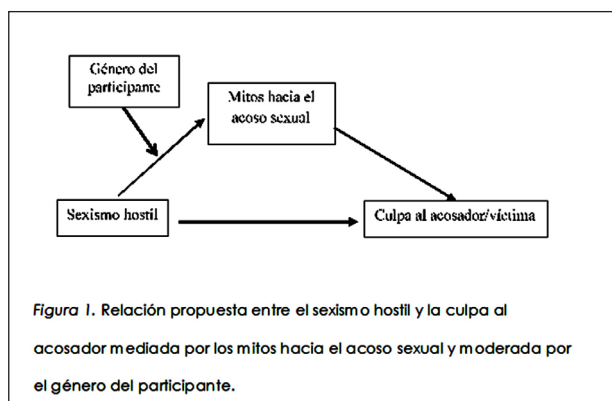 Género del
participante
Mitos hacia el
acoso sexual
Sexismo hostil
Culpa al acosador/víctima
Figura 1. Relación propuesta entre el sexismo hostil y la culpa al
acosador mediada por los mitos hacia el acoso sexual y moderada por
el género del participante.